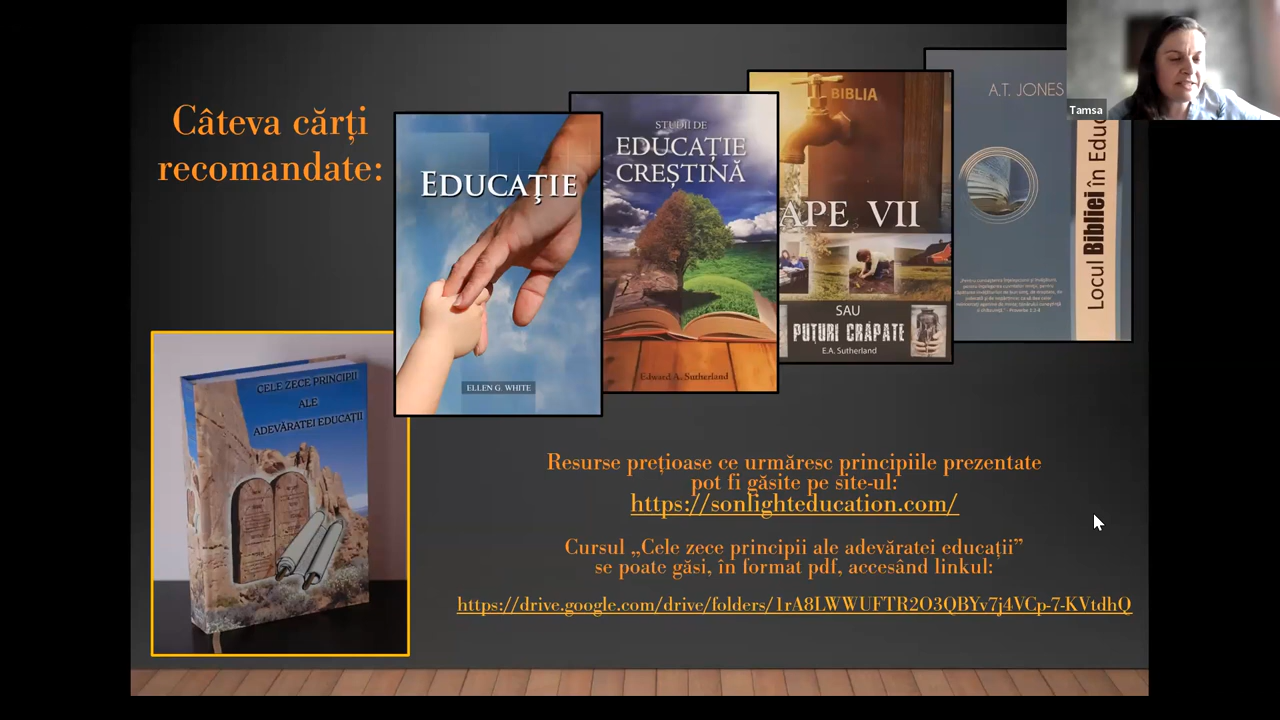 Câteva cărți
recomandate:
EDUCAŢIE
ELLEN G. WHITE
STUDII DE
EDUCAȚIE
CREȘTINĂ
Edward A. Sutherland
BIBLIA
APE VII
SAU
PUȚURI CRĂPATE
E.A. Sutherland
A.T. JONES
Locul Bibliei în Educ
Tamsa
CELE ZECE PRINCIPII
ALE
ADEVĂRATEI EDUCAȚII
Resurse prețioase ce urmăresc principiile prezentate
pot fi găsite pe site-ul:
https://sonlighteducation.com/
Cursul „Cele zece principii ale adevăratei educații”
se poate găsi, în format pdf, accesând linkul:
https://drive.google.com/drive/folders/1rA8LWWUFTR2O3QBYv7j4VCp-7-KVtdhQ